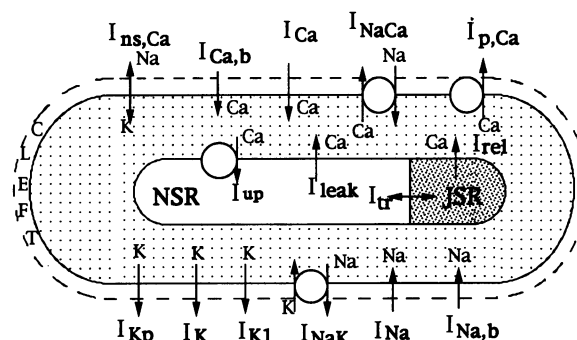 I_ns,Ca
I_Ca,b
I_Ca
I_NaCa
I_p,Ca
Na
Na
K
Ca
Ca
Ca
Ca
CLEFT
Ca
Ca
Ca
I_rel
NSR
I_up
I_leak
I_tr
JSR
K
K
K
Na
Na
Na
K
I_Kp
I_K
I_K1
I_NaK
I_Na
I_Na,b